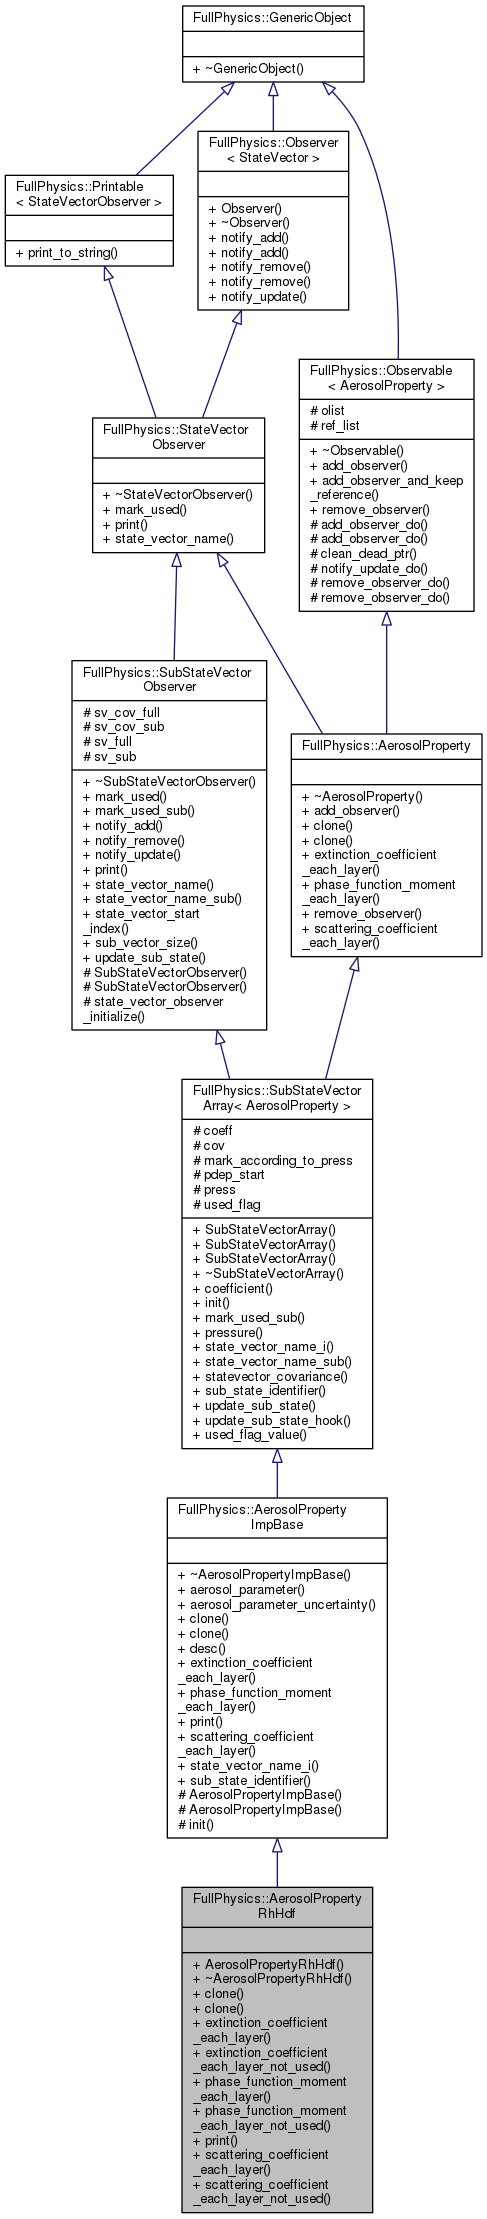 FullPhysics::GenericObject
+ ~GenericObject()
FullPhysics::Observer
< StateVector >
+ Observer()
+ ~Observer()
+ notify_add()
+ notify_add()
+ notify_remove()
+ notify_remove()
+ notify_update()
FullPhysics::Printable
< StateVectorObserver >
+ print_to_string()
FullPhysics::Observable
< AerosolProperty >
# olist
# ref_list
+ ~Observable()
+ add_observer()
+ add_observer_and_keep
_reference()
+ remove_observer()
# add_observer_do()
# add_observer_do()
# clean_dead_ptr()
# notify_update_do()
# remove_observer_do()
# remove_observer_do()
FullPhysics::StateVector
Observer
+ ~StateVectorObserver()
+ mark_used()
+ print()
+ state_vector_name()
FullPhysics::SubStateVector
Observer
# sv_cov_full
# sv_cov_sub
# sv_full
# sv_sub
+ ~SubStateVectorObserver()
+ mark_used()
+ mark_used_sub()
+ notify_add()
+ notify_remove()
+ notify_update()
+ print()
+ state_vector_name()
+ state_vector_name_sub()
+ state_vector_start
_index()
+ sub_vector_size()
+ update_sub_state()
# SubStateVectorObserver()
# SubStateVectorObserver()
# state_vector_observer
_initialize()
FullPhysics::AerosolProperty
+ ~AerosolProperty()
+ add_observer()
+ clone()
+ clone()
+ extinction_coefficient
_each_layer()
+ phase_function_moment
_each_layer()
+ remove_observer()
+ scattering_coefficient
_each_layer()
FullPhysics::SubStateVector
Array< AerosolProperty >
# coeff
# cov
# mark_according_to_press
# pdep_start
# press
# used_flag
+ SubStateVectorArray()
+ SubStateVectorArray()
+ SubStateVectorArray()
+ ~SubStateVectorArray()
+ coefficient()
+ init()
+ mark_used_sub()
+ pressure()
+ state_vector_name_i()
+ state_vector_name_sub()
+ statevector_covariance()
+ sub_state_identifier()
+ update_sub_state()
+ update_sub_state_hook()
+ used_flag_value()
FullPhysics::AerosolProperty
ImpBase
+ ~AerosolPropertyImpBase()
+ aerosol_parameter()
+ aerosol_parameter_uncertainty()
+ clone()
+ clone()
+ desc()
+ extinction_coefficient
_each_layer()
+ phase_function_moment
_each_layer()
+ print()
+ scattering_coefficient
_each_layer()
+ state_vector_name_i()
+ sub_state_identifier()
# AerosolPropertyImpBase()
# AerosolPropertyImpBase()
# init()
FullPhysics::AerosolProperty
RhHdf
+ AerosolPropertyRhHdf()
+ ~AerosolPropertyRhHdf()
+ clone()
+ clone()
+ extinction_coefficient
_each_layer()
+ extinction_coefficient
_each_layer_not_used()
+ phase_function_moment
_each_layer()
+ phase_function_moment
_each_layer_not_used()
+ print()
+ scattering_coefficient
_each_layer()
+ scattering_coefficient
_each_layer_not_used()